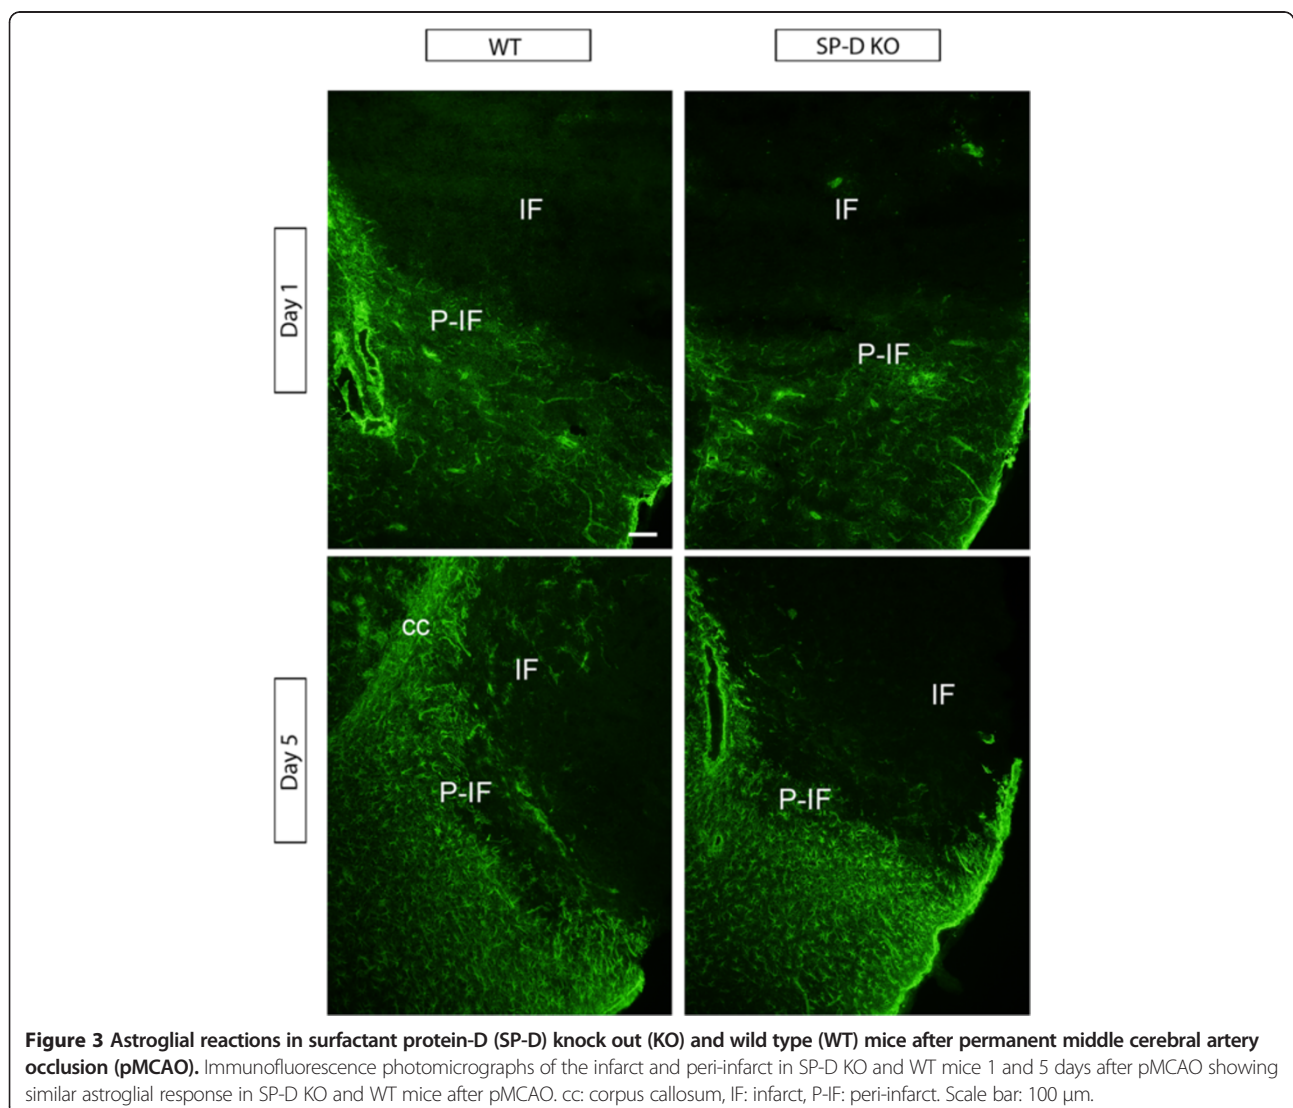 WT
SP-D KO
Day 1
IF
P-IF
IF
P-IF
Day 5
cc
IF
P-IF
IF
P-IF
Figure 3 Astroglial reactions in surfactant protein-D (SP-D) knock out (KO) and wild type (WT) mice after permanent middle cerebral artery
occlusion (pMCAO). Immunofluorescence photomicrographs of the infarct and peri-infarct in SP-D KO and WT mice 1 and 5 days after pMCAO showing
similar astroglial response in SP-D KO and WT mice after pMCAO. cc: corpus callosum, IF: infarct, P-IF: peri-infarct. Scale bar: 100 μm.